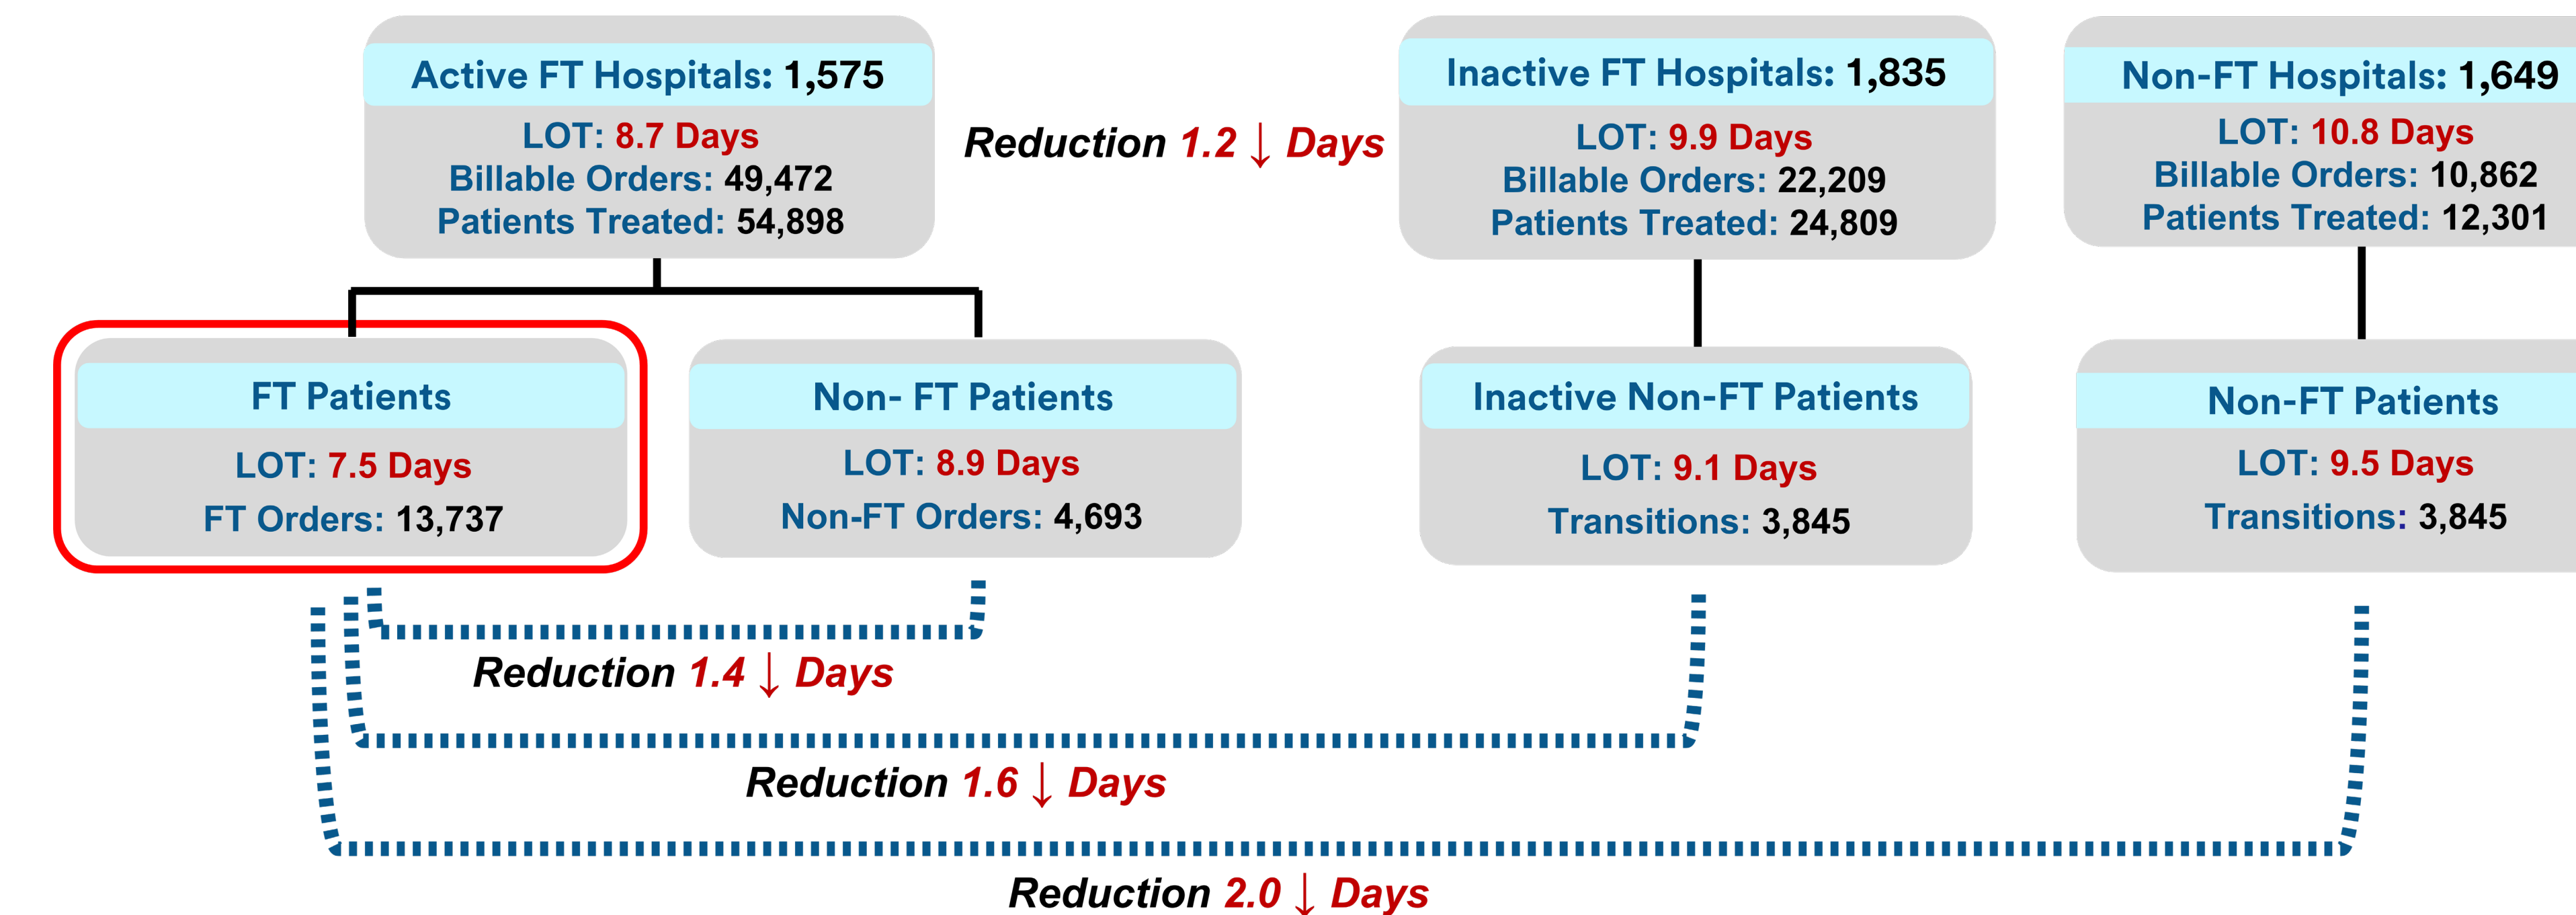 Active FT Hospitals: 1,575
LOT: 8.7 Days
Billable Orders: 49,472
Patients Treated: 54,898
Reduction 1.2 ↓ Days
Inactive FT Hospitals: 1,835
LOT: 9.9 Days
Billable Orders: 22,209
Patients Treated: 24,809
Non-FT Hospitals: 1,649
LOT: 10.8 Days
Billable Orders: 10,862
Patients Treated: 12,301
FT Patients
LOT: 7.5 Days
FT Orders: 13,737
Non- FT Patients
LOT: 8.9 Days
Non-FT Orders: 4,693
Inactive Non-FT Patients
LOT: 9.1 Days
Transitions: 3,845
Non-FT Patients
LOT: 9.5 Days
Transitions: 3,845
Reduction 1.4 ↓ Days
Reduction 1.6 ↓ Days
Reduction 2.0 ↓ Days